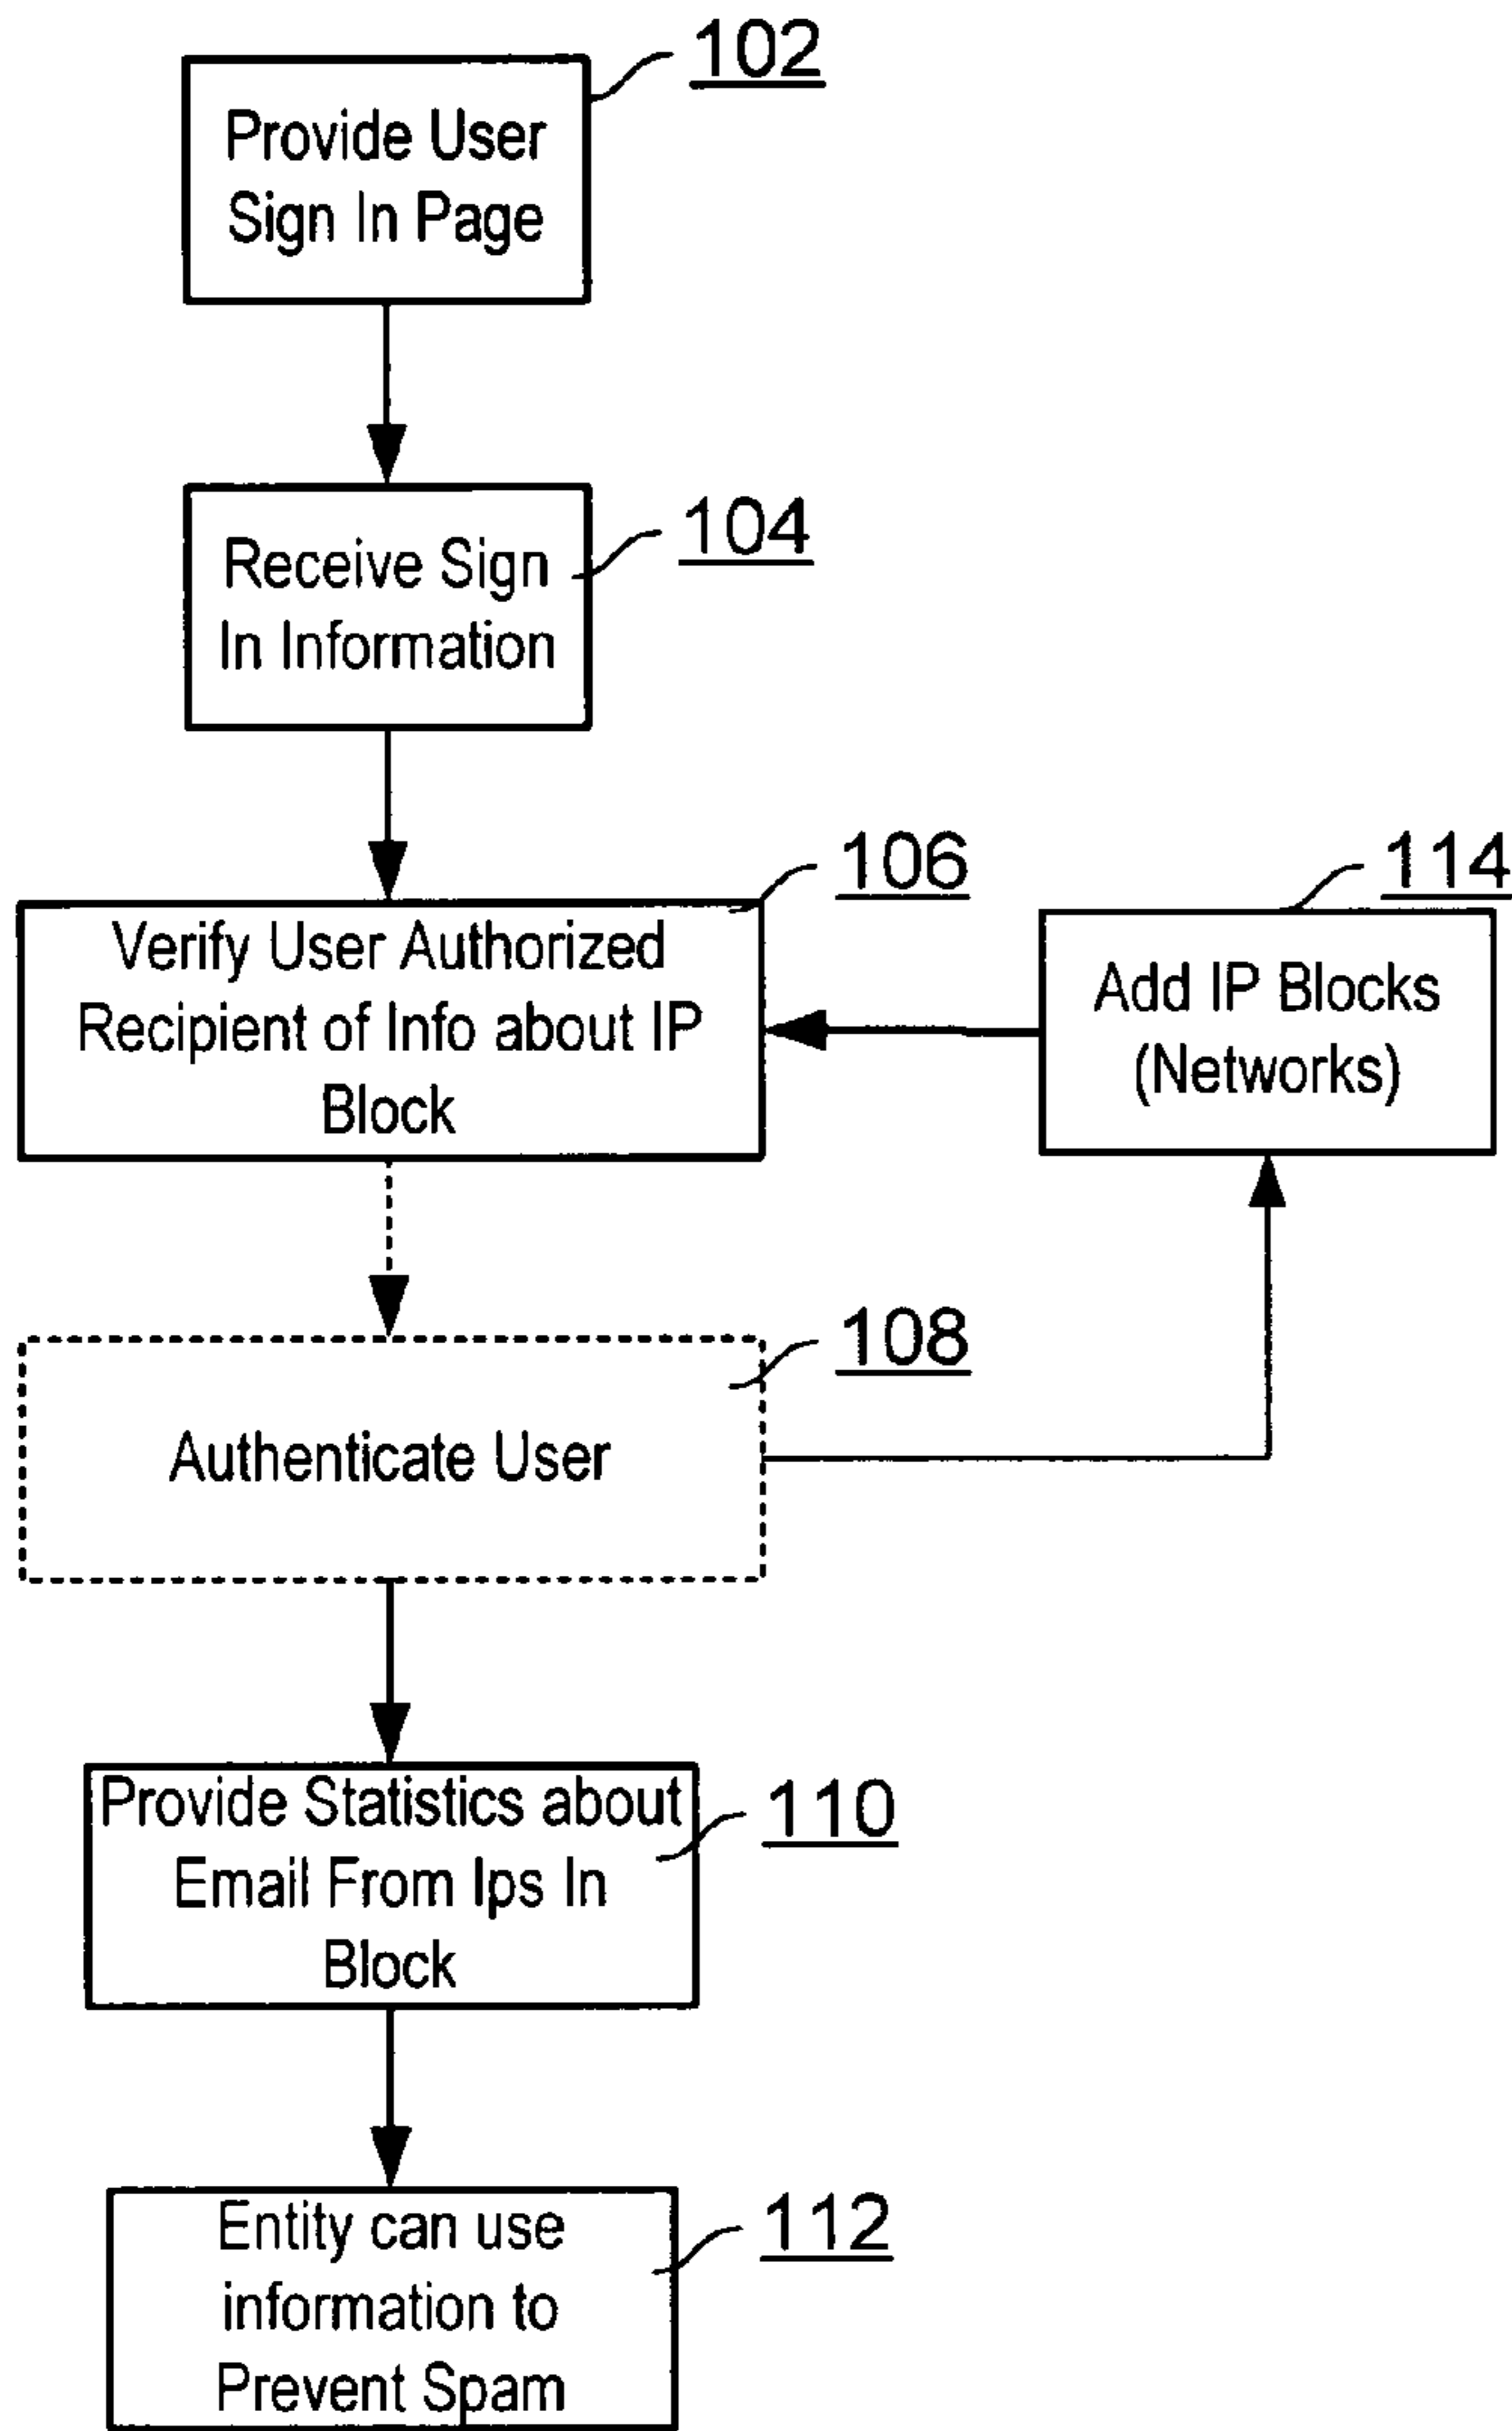 102
Provide User
Sign In Page
104
Receive Sign
In Information
106
Verify User Authorized
Recipient of Info about IP
Block
114
Add IP Blocks
(Networks)
108
Authenticate User
110
Provide Statistics about
Email From Ips In
Block
112
Entity can use
information to
Prevent Spam